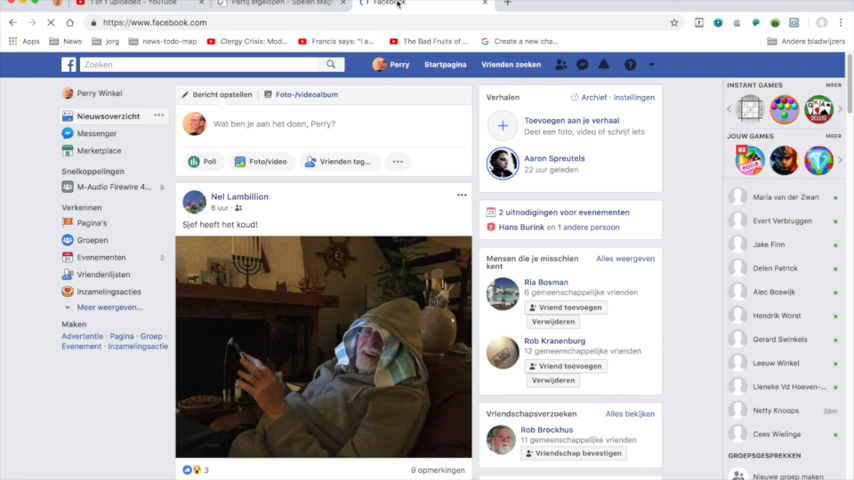 1 of 1 uploaded - YouTube
Partij afgelopen - Spelen Mag
Facebook
https://www.facebook.com
Apps
News
jorg
news-todo-map
Clergy Crisis: Mod...
Francis says: "I a...
The Bad Fruits of ...
Create a new cha...
Andere bladwijzers
Zoeken
Perry
Startpagina
Vrienden zoeken
Perry Winkel
Nieuwsoverzicht
Messenger
Marketplace
Snelkoppelingen
M-Audio Firewire 4...
8
Verkennen
Pagina's
Groepen
Evenementen
2
Vriendenlijsten
Inzamelingsacties
Meer weergeven...
Maken
Advertentie · Pagina · Groep ·
Evenement · Inzamelingsactie
Bericht opstellen
Foto-/videoalbum
Wat ben je aan het doen, Perry?
Poll
Foto/video
Vrienden tag...
Nel Lambillion
6 uur ·
Sjef heeft het koud!
3
9 opmerkingen
Verhalen
Archief · Instellingen
Toevoegen aan je verhaal
Deel een foto, video of schrijf iets
Aaron Spreutels
22 uur geleden
2 uitnodigingen voor evenementen
Hans Burink en 1 andere persoon
Mensen die je misschien
kent
Alles weergeven
Ria Bosman
6 gemeenschappelijke vrienden
Vriend toevoegen
Verwijderen
Rob Kranenburg
12 gemeenschappelijke vrienden
Vriend toevoegen
Verwijderen
Vriendschapsverzoeken
Alles bekijken
Rob Brockhus
11 gemeenschappelijke vrienden
Vriendschap bevestigen
INSTANT GAMES
MEER
JOUW GAMES
MEER
Maria van der Zwan
Evert Verbruggen
Jake Finn
Delen Patrick
Alec Boswijk
Hendrik Worst
Gerard Swinkels
Leeuw Winkel
Lieneke Vd Hoeven-...
Netty Knoops
38m
Cees Wielinga
GROEPSGESPREKKEN
Nieuwe groep maken